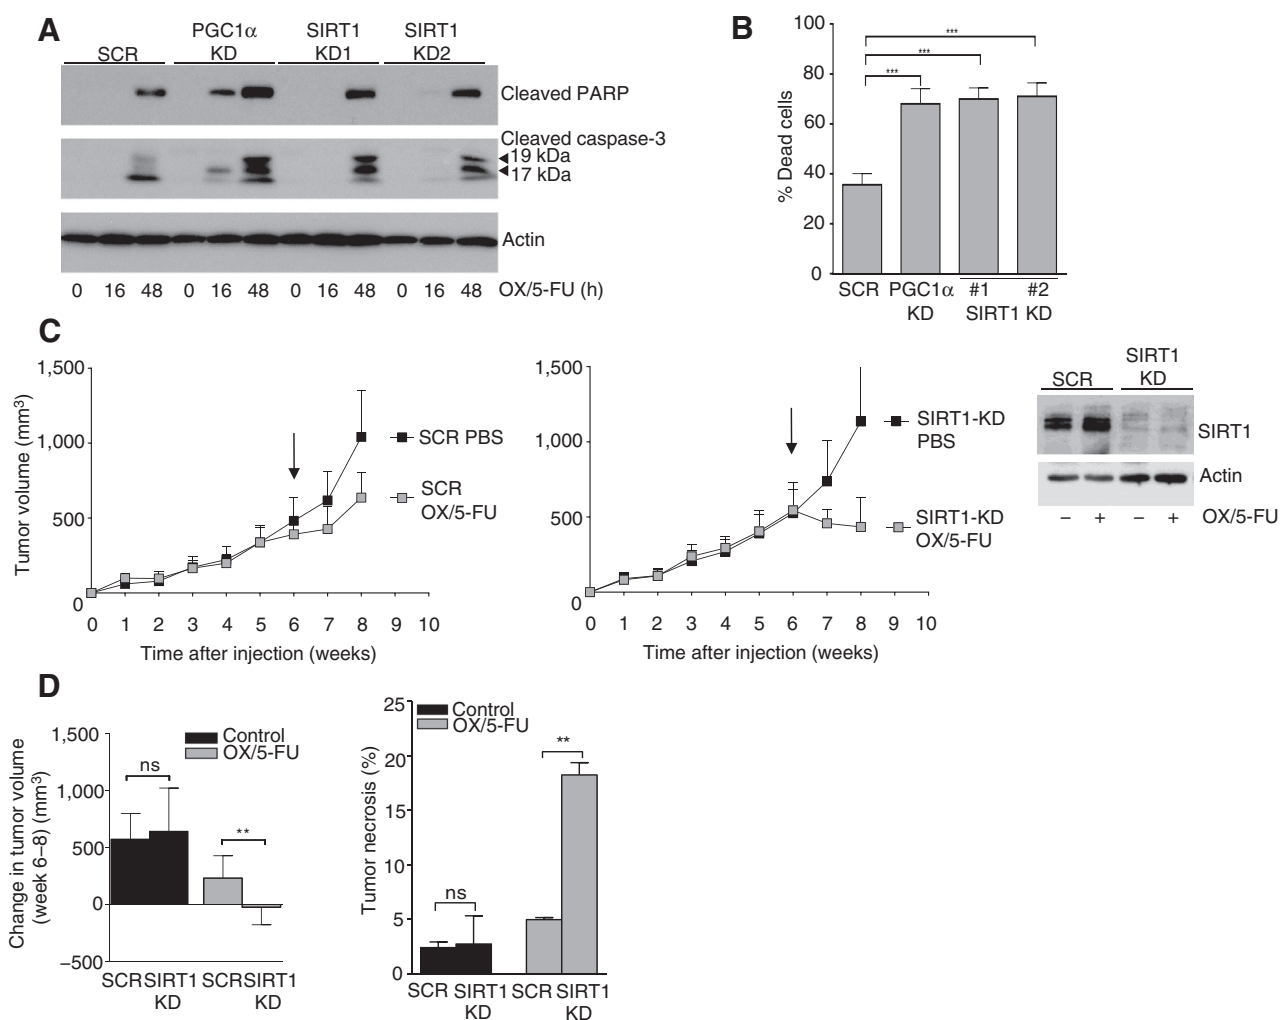 A
SCR
PGC1α
KD
SIRT1
KD1
SIRT1
KD2
Cleaved PARP
Cleaved caspase-3
19 kDa
17 kDa
Actin
0 16 48 0 16 48 0 16 48 0 16 48 OX/5-FU (h)
B
% Dead cells
100
80
60
40
20
0
***
***
***
SCR PGC1α #1 #2
KD SIRT1 KD
C
Tumor volume (mm³)
1,500
1,000
500
0
SCR PBS
SCR
OX/5-FU
0 1 2 3 4 5 6 7 8 9 10
Time after injection (weeks)
1,500
1,000
500
0
SIRT1-KD
PBS
SIRT1-KD
OX/5-FU
0 1 2 3 4 5 6 7 8 9 10
Time after injection (weeks)
SCR
SIRT1
KD
SIRT1
Actin
− + − + OX/5-FU
D
Change in tumor volume
(week 6–8) (mm³)
1,500
1,000
500
0
−500
Control
OX/5-FU
ns
**
SCR SIRT1 SCR SIRT1
KD KD
Tumor necrosis (%)
25
20
15
10
5
0
Control
OX/5-FU
ns
**
SCR SIRT1 SCR SIRT1
KD KD